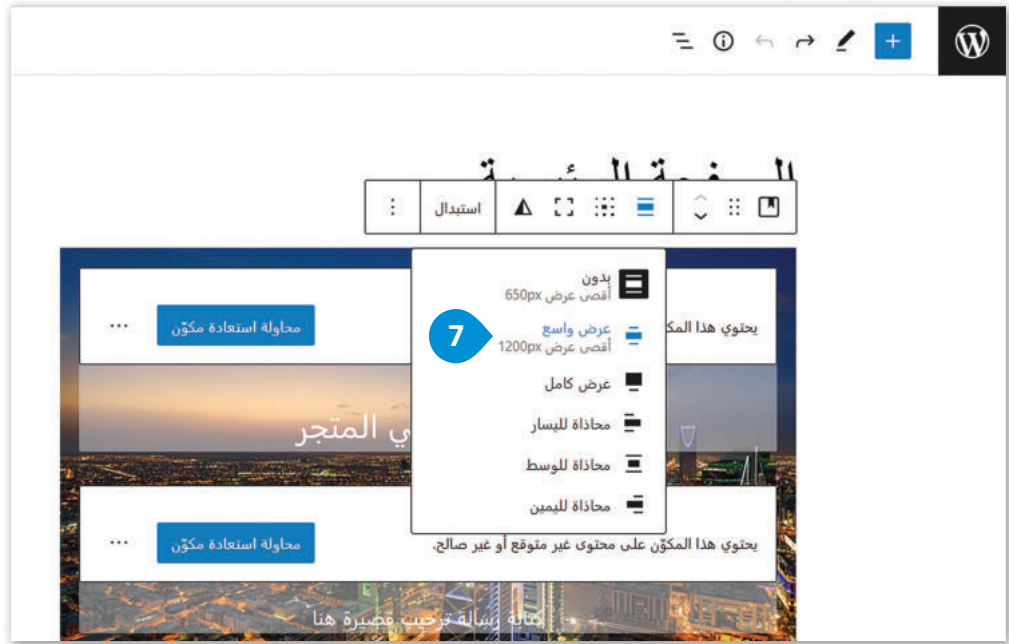 الصفحة الرئيسية
استبدال
بدون
أقصى عرض 650px
7
عرض واسع
أقصى عرض 1200px
عرض كامل
محاذاة لليسار
محاذاة للوسط
محاذاة لليمين
يحتوي هذا المك
محاولة استعادة مكوّن
ي المتجر
يحتوي هذا المكوّن على محتوى غير متوقع أو غير صالح.
محاولة استعادة مكوّن
كتابة رسالة ترحيب قصيرة هنا